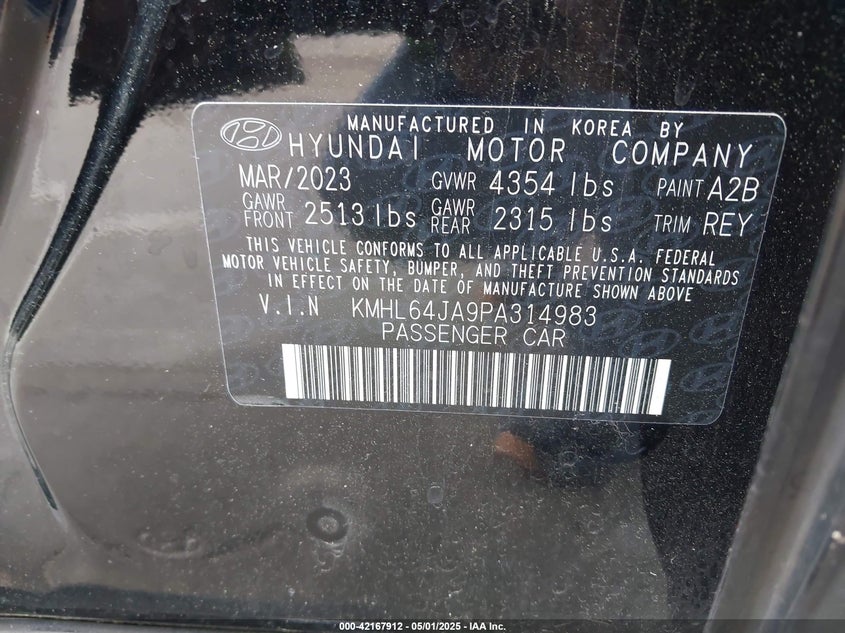 MANUFACTURED IN KOREA BY
HYUNDAI MOTOR COMPANY
MAR/2023 GVWR 4354 lbs PAINT A2B
GAWR FRONT 2513 lbs GAWR REAR 2315 lbs TRIM REY
THIS VEHICLE CONFORMS TO ALL APPLICABLE U.S.A. FEDERAL
MOTOR VEHICLE SAFETY, BUMPER, AND THEFT PREVENTION STANDARDS
IN EFFECT ON THE DATE OF MANUFACTURE SHOWN ABOVE
V.I.N KMHL64JA9PA314983
PASSENGER CAR
000-42167912 - 05/01/2025 - IAA Inc.